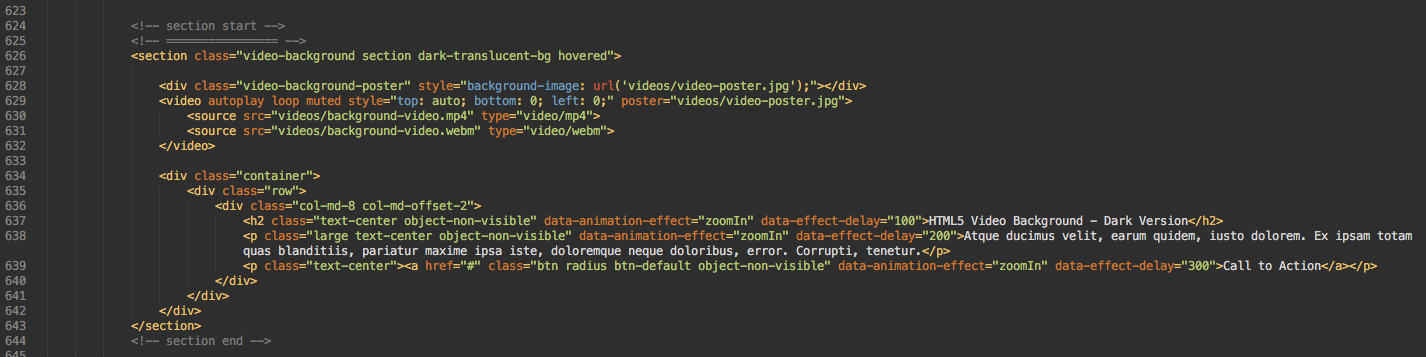 623
624 <!-- section start -->
625 <!-- ================ -->
626 <section class="video-background section dark-translucent-bg hovered">
627
628 <div class="video-background-poster" style="background-image: url('videos/video-poster.jpg');"></div>
629 <video autoplay loop muted style="top: auto; bottom: 0; left: 0;" poster="videos/video-poster.jpg">
630 <source src="videos/background-video.mp4" type="video/mp4">
631 <source src="videos/background-video.webm" type="video/webm">
632 </video>
633
634 <div class="container">
635 <div class="row">
636 <div class="col-md-8 col-md-offset-2">
637 <h2 class="text-center object-non-visible" data-animation-effect="zoomIn" data-effect-delay="100">HTML5 Video Background - Dark Version</h2>
638 <p class="large text-center object-non-visible" data-animation-effect="zoomIn" data-effect-delay="200">Atque ducimus velit, earum quidem, iusto dolorem. Ex ipsam totam
quas blanditiis, pariatur maxime ipsa iste, doloremque neque doloribus, error. Corrupti, tenetur.</p>
639 <p class="text-center"><a href="#" class="btn radius btn-default object-non-visible" data-animation-effect="zoomIn" data-effect-delay="300">Call to Action</a></p>
640 </div>
641 </div>
642 </div>
643 </section>
644 <!-- section end -->
645